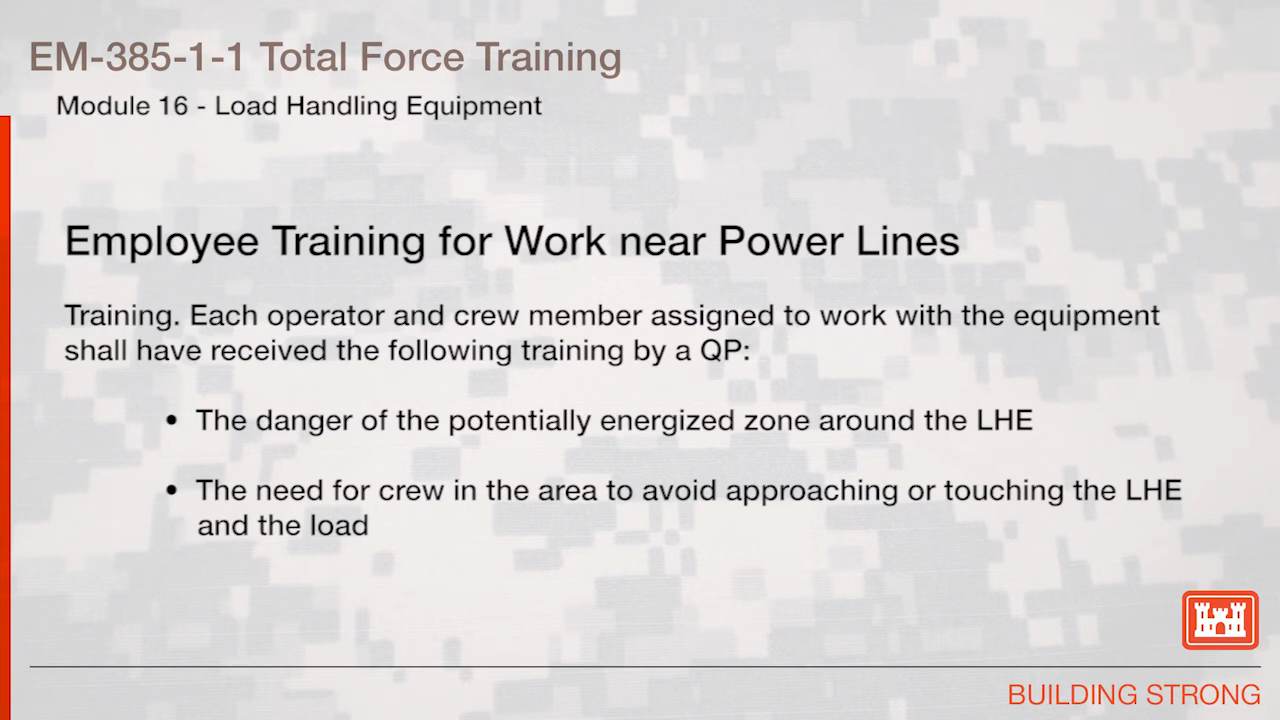 EM-385-1-1 Total Force Training
Module 16 - Load Handling Equipment
Employee Training for Work near Power Lines
Training. Each operator and crew member assigned to work with the equipment
shall have received the following training by a QP:
• The danger of the potentially energized zone around the LHE
• The need for crew in the area to avoid approaching or touching the LHE
and the load
BUILDING STRONG